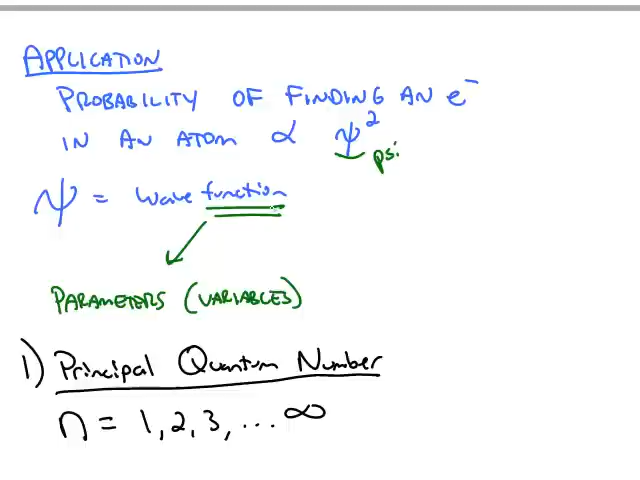 APPLICATION
PROBABILITY OF FINDING AN e⁻
IN AN ATOM ∝ ψ²
psi
ψ = wave function
PARAMETERS (VARIABLES)
1) Principal Quantum Number
n = 1, 2, 3, ... ∞